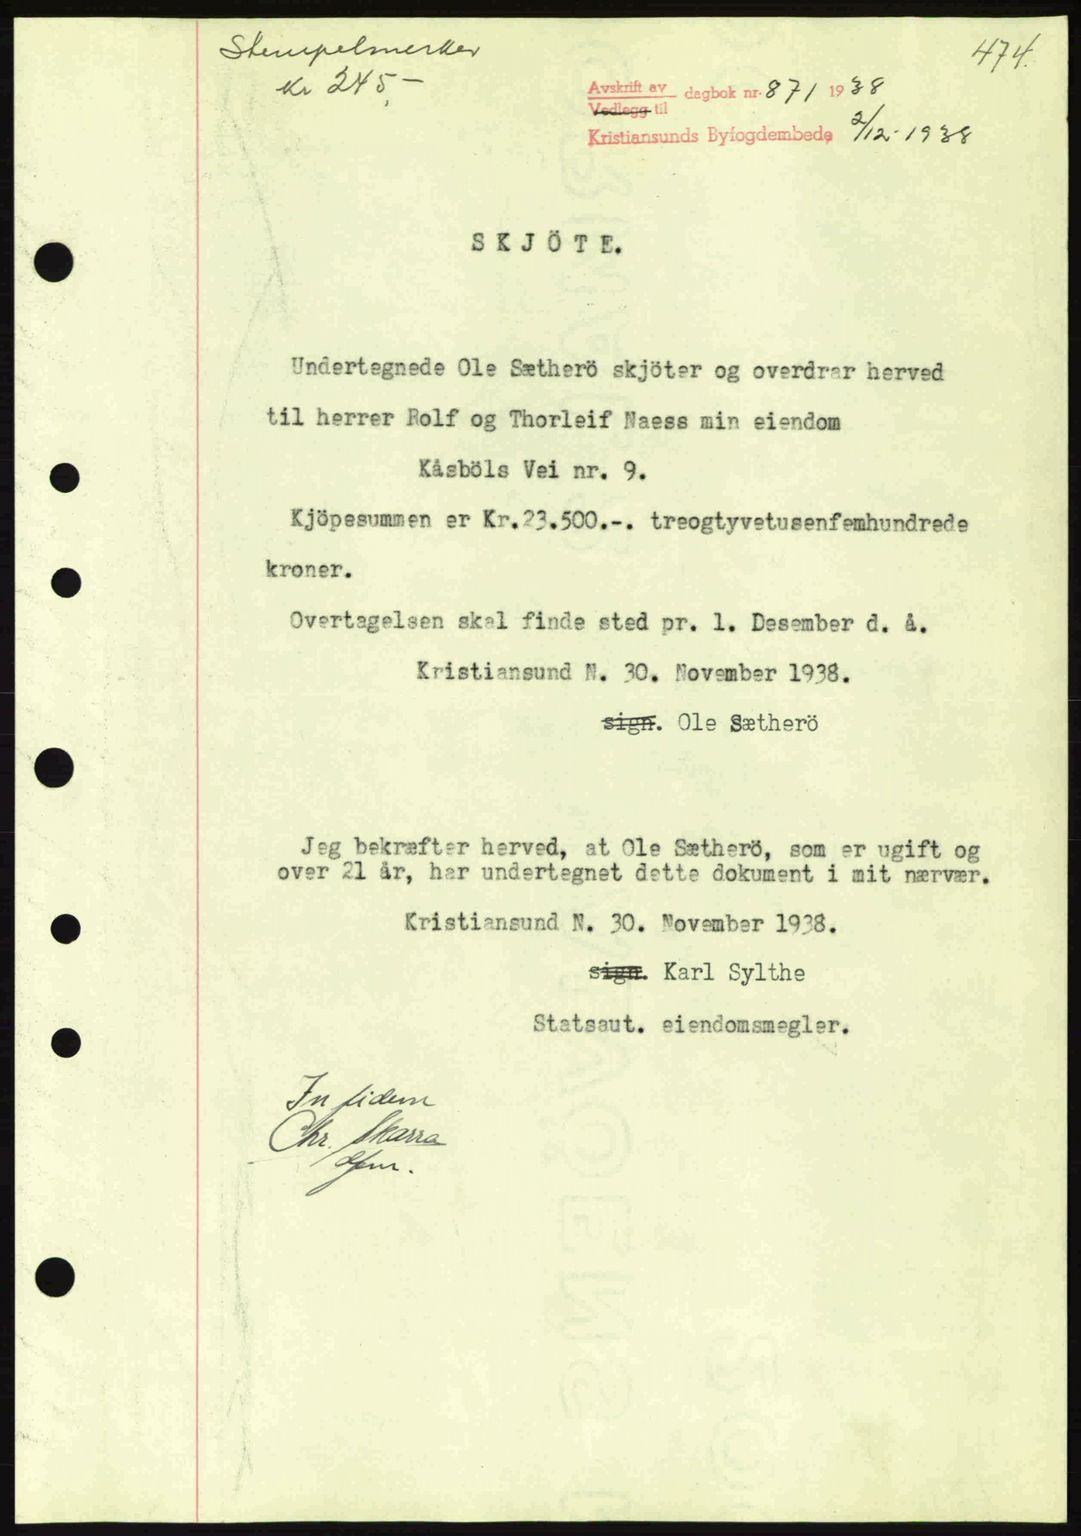 Stempelmerker
474.
Kr 245,-
Avskrift av
Vedlegg til
dagbok nr. 871 1938
Kristiansunds Byfogdembede 2/12-1938
SKJÖTE.
Undertegnede Ole Sætherö skjöter og overdrar herved
til herrer Rolf og Thorleif Naess min eiendom
Kåsböls Vei nr. 9.
Kjöpesummen er Kr.23.500.-. treogtyvetusenfemhundrede
kroner.
Overtagelsen skal finde sted pr. 1. Desember d. å.
Kristiansund N. 30. November 1938.
sign. Ole Sætherö
Jeg bekræfter herved, at Ole Sætherö, som er ugift og
over 21 år, har undertegnet dette dokument i mit nærvær.
Kristiansund N. 30. November 1938.
sign. Karl Sylthe
Statsaut. eiendomsmegler.
In fidem
Chr. Skarra